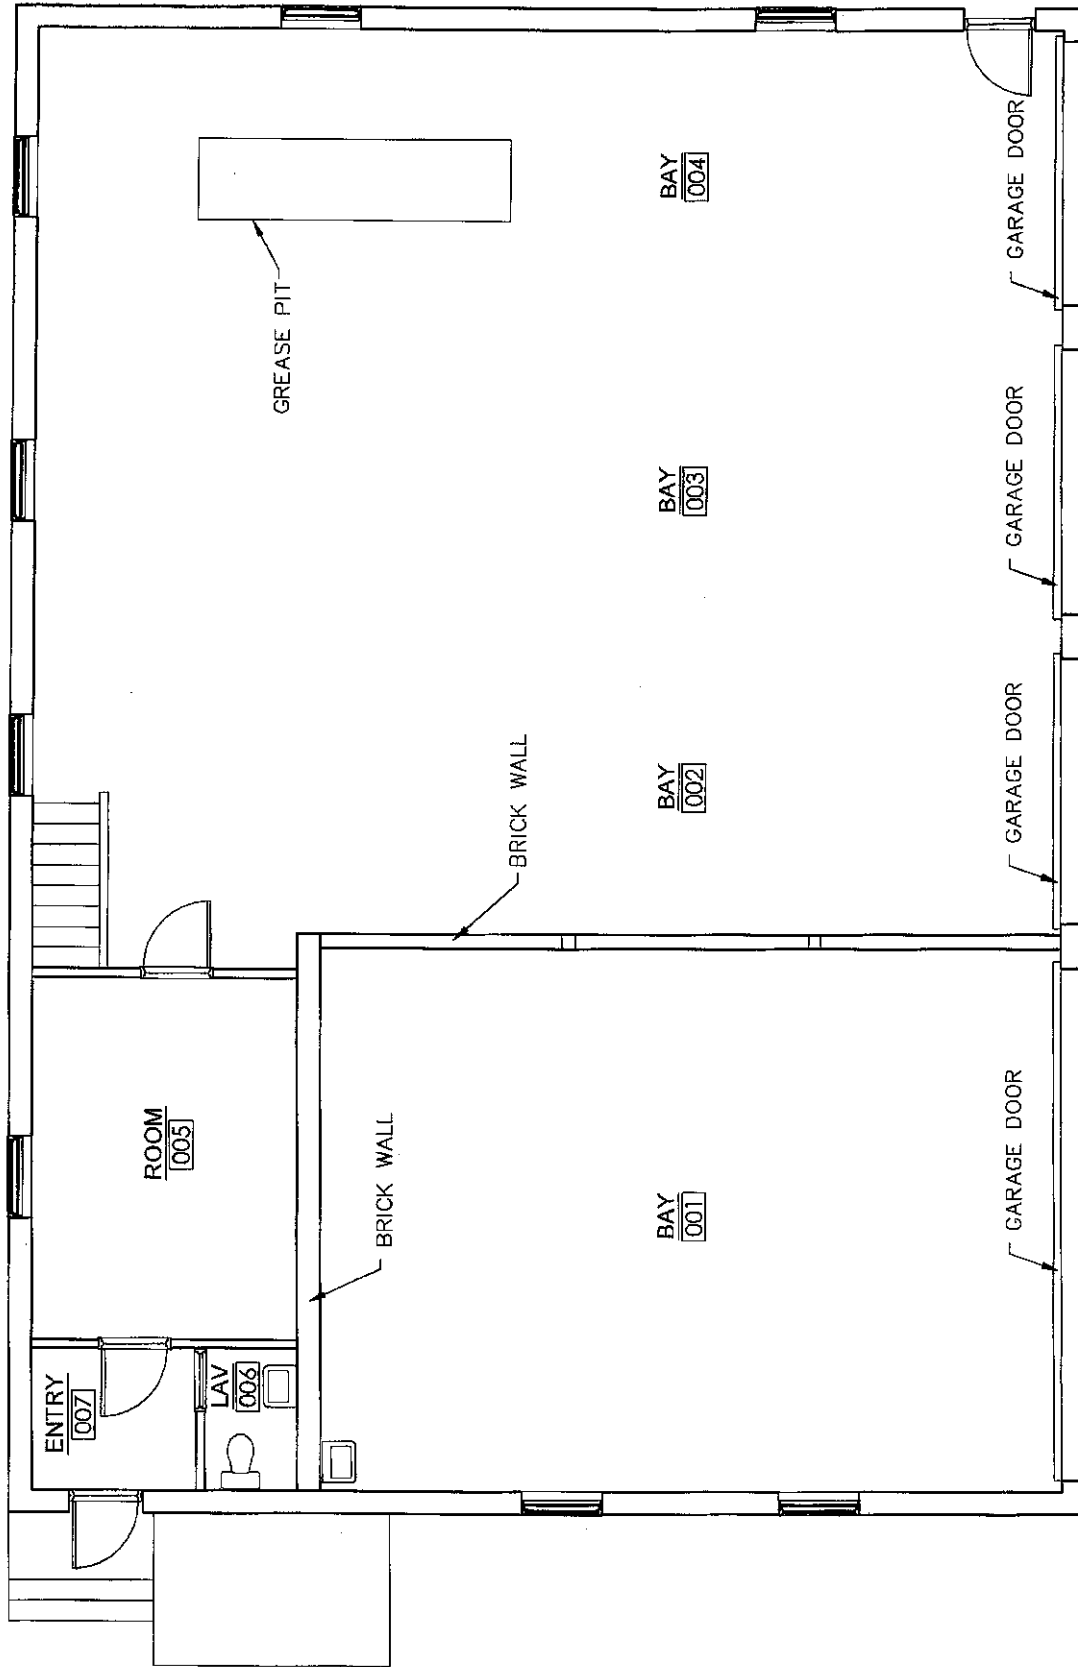 ENTRY
007
LAV
006
ROOM
005
GREASE PIT
BRICK WALL
BRICK WALL
BAY
001
BAY
002
BAY
003
BAY
004
GARAGE DOOR
GARAGE DOOR
GARAGE DOOR
GARAGE DOOR